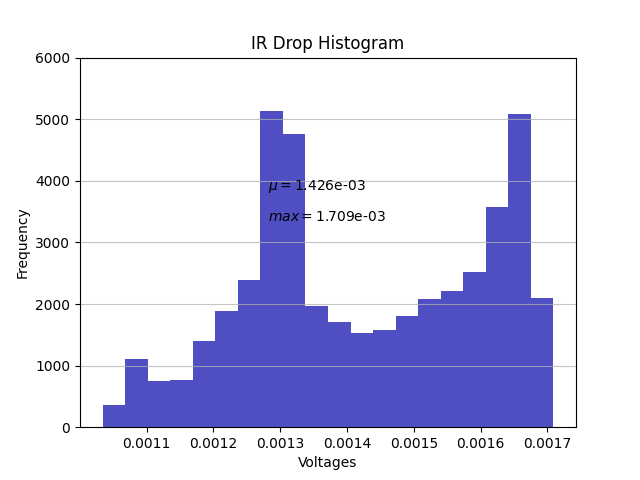 IR Drop Histogram
6000
5000
4000
3000
2000
1000
0
Frequency
μ = 1.426e-03
max = 1.709e-03
0.0011 0.0012 0.0013 0.0014 0.0015 0.0016 0.0017
Voltages